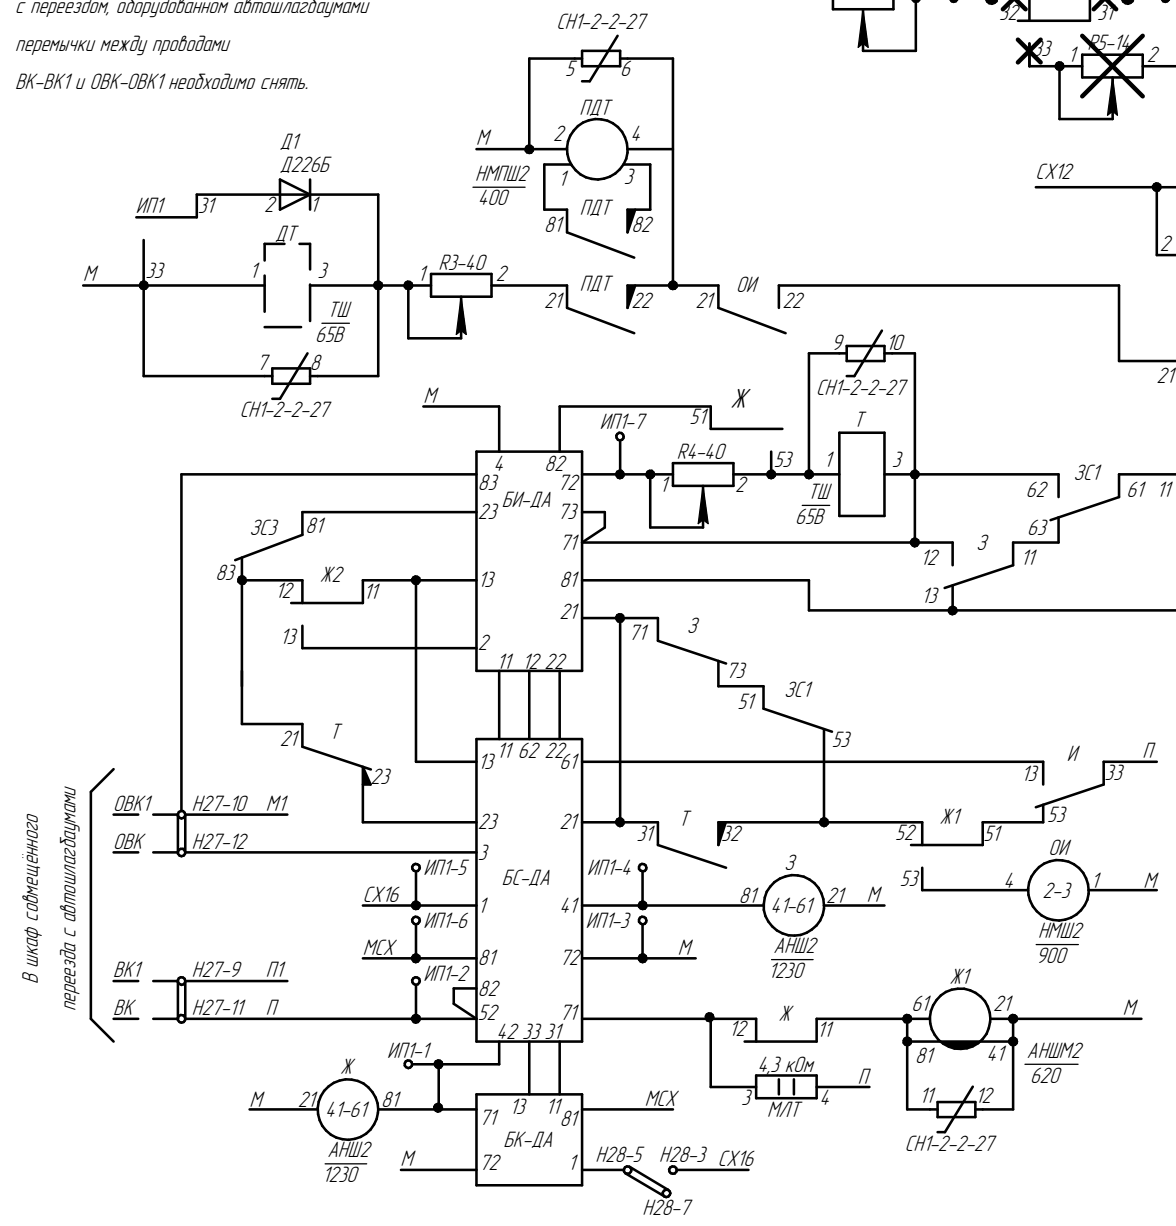 с переездом, оборудованном автошлагбаумами
перемычки между проводами
ВК-ВК1 и ОВК-ОВК1 необходимо снять.
СН1-2-2-27
5 6
ПДТ
М 2 4
НМПШ2
400
1 3
ПДТ
81 82
32 31
33 1 R5-14 2
СХ12
2
Д1
Д226Б
ИП1 31 2 1
ДТ
М 33 1 3
ТШ
65В
7 8
СН1-2-2-27
1 R3-40 2
21 ПДТ 22
21 ОИ 22
21
9 10
СН1-2-2-27
М
Ж
51
ИП1-7
R4-40
1 2
53
Т
1 3
ТШ
65В
62 ЗС1 61 11
63
12 З 11
13
4 82
83 72
БИ-ДА
23 73
71
13 81
21
2
11 12 22
ЗС3 81
83
12 Ж2 11
13
21 Т
23
71 З
73
51 ЗС1
53
11 62 22
13 61
23 21
3
БС-ДА
1 41
81 72
82
52 71
42 33 31
13 И 33 П
53
31 Т 32
52 Ж1 51
53
ОИ
4 2-3 1 М
НМШ2
900
В шкаф совмещённого
переезда с автошлагбаумами
ОВК1 Н27-10 М1
ОВК Н27-12
ВК1 Н27-9 П1
ВК Н27-11 П
ИП1-5
СХ16
ИП1-6
МСХ
ИП1-2
ИП1-4
З
81 41-61 21 М
АНШ2
1230
ИП1-3
М
12 Ж 11
Ж1
61 21 М
81 41
АНШМ2
620
11 12
СН1-2-2-27
4,3 кОм
3 4 П
МЛТ
ИП1-1
Ж
М 21 41-61 81
АНШ2
1230
13 11
71 81 МСХ
БК-ДА
М 72 1
Н28-5 Н28-3 СХ16
Н28-7